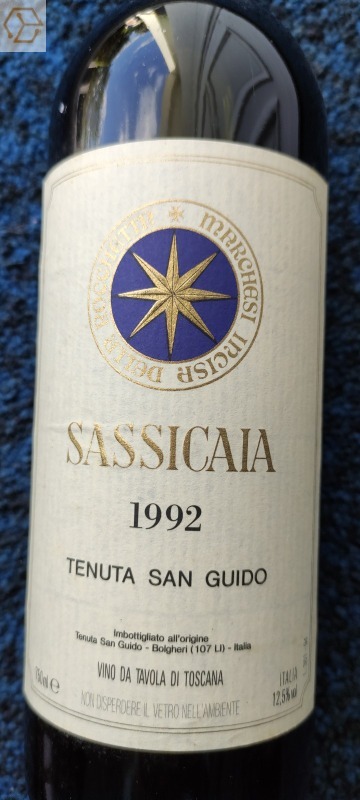 MARCHESI INCISA DELLA ROCCHETTA
SASSICAIA
1992
TENUTA SAN GUIDO
Imbottigliato all'origine
Tenuta San Guido - Bolgheri (107 LI) - Italia
VINO DA TAVOLA DI TOSCANA
ITALIA
750ml e 12,5%vol
NON DISPERDERE IL VETRO NELL'AMBIENTE